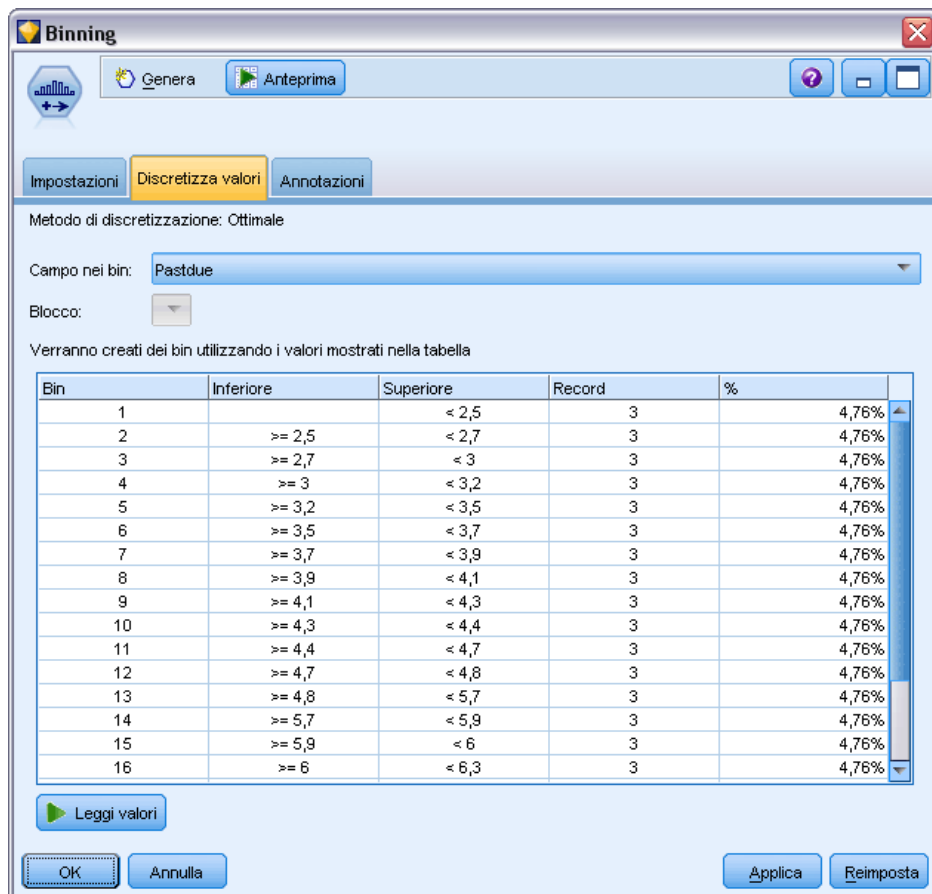 Binning
Genera Anteprima
Impostazioni Discretizza valori Annotazioni
Metodo di discretizzazione: Ottimale
Campo nei bin: Pastdue
Blocco:
Verranno creati dei bin utilizzando i valori mostrati nella tabella
Bin Inferiore Superiore Record %
1 < 2,5 3 4,76%
2 >= 2,5 < 2,7 3 4,76%
3 >= 2,7 < 3 3 4,76%
4 >= 3 < 3,2 3 4,76%
5 >= 3,2 < 3,5 3 4,76%
6 >= 3,5 < 3,7 3 4,76%
7 >= 3,7 < 3,9 3 4,76%
8 >= 3,9 < 4,1 3 4,76%
9 >= 4,1 < 4,3 3 4,76%
10 >= 4,3 < 4,4 3 4,76%
11 >= 4,4 < 4,7 3 4,76%
12 >= 4,7 < 4,8 3 4,76%
13 >= 4,8 < 5,7 3 4,76%
14 >= 5,7 < 5,9 3 4,76%
15 >= 5,9 < 6 3 4,76%
16 >= 6 < 6,3 3 4,76%
Leggi valori
OK Annulla Applica Reimposta